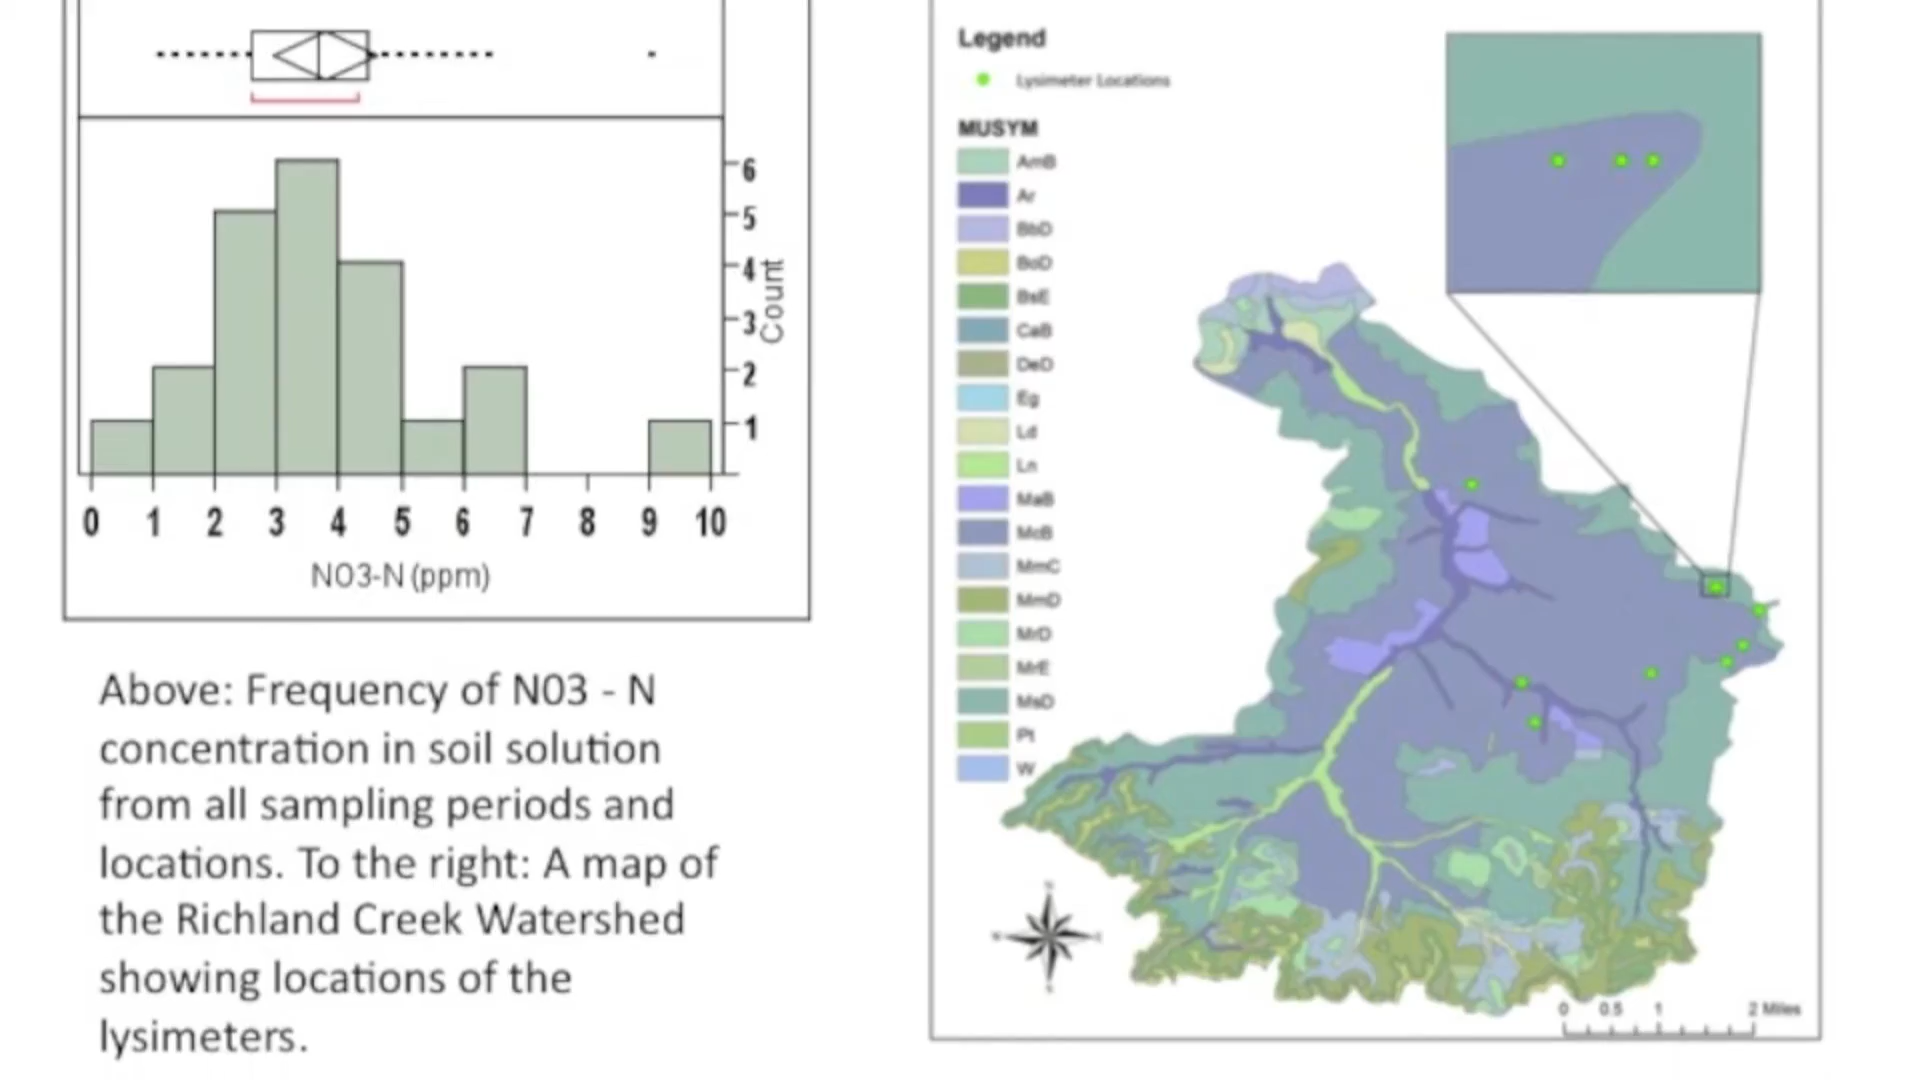 6
5
4
3
2
1
Count
0 1 2 3 4 5 6 7 8 9 10
NO3-N (ppm)
Above: Frequency of N03 - N
concentration in soil solution
from all sampling periods and
locations. To the right: A map of
the Richland Creek Watershed
showing locations of the
lysimeters.
Legend
Lysimeter Locations
MUSYM
AmB
Ar
BbD
BoD
BsE
CaB
DeD
Eg
Ld
Ln
MaB
McB
MmC
MmD
MrD
MrE
MsD
Pt
W
0 0.5 1 2 Miles